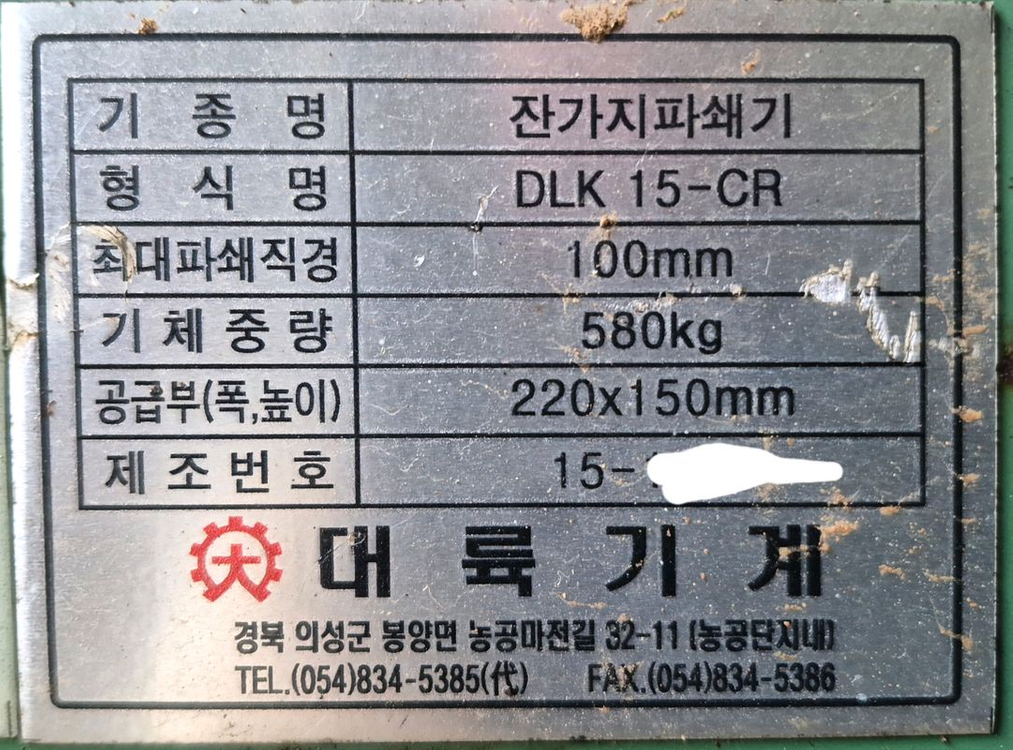 기종명 잔가지파쇄기
형식명 DLK 15-CR
최대파쇄직경 100mm
기체중량 580kg
공급부(폭,높이) 220x150mm
제조번호 15-
大 대륙기계
경북 의성군 봉양면 농공마전길 32-11 (농공단지내)
TEL.(054)834-5385(代) FAX.(054)834-5386